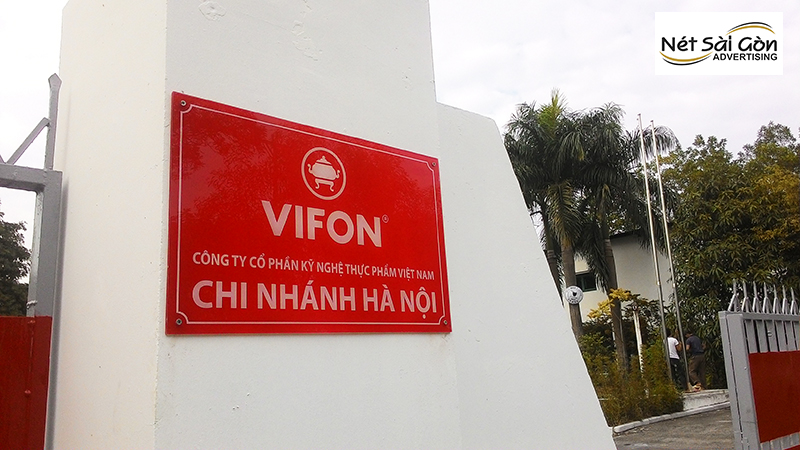 Nét Sài Gòn
ADVERTISING
VIFON®
CÔNG TY CỔ PHẦN KỸ NGHỆ THỰC PHẨM VIỆT NAM
CHI NHÁNH HÀ NỘI